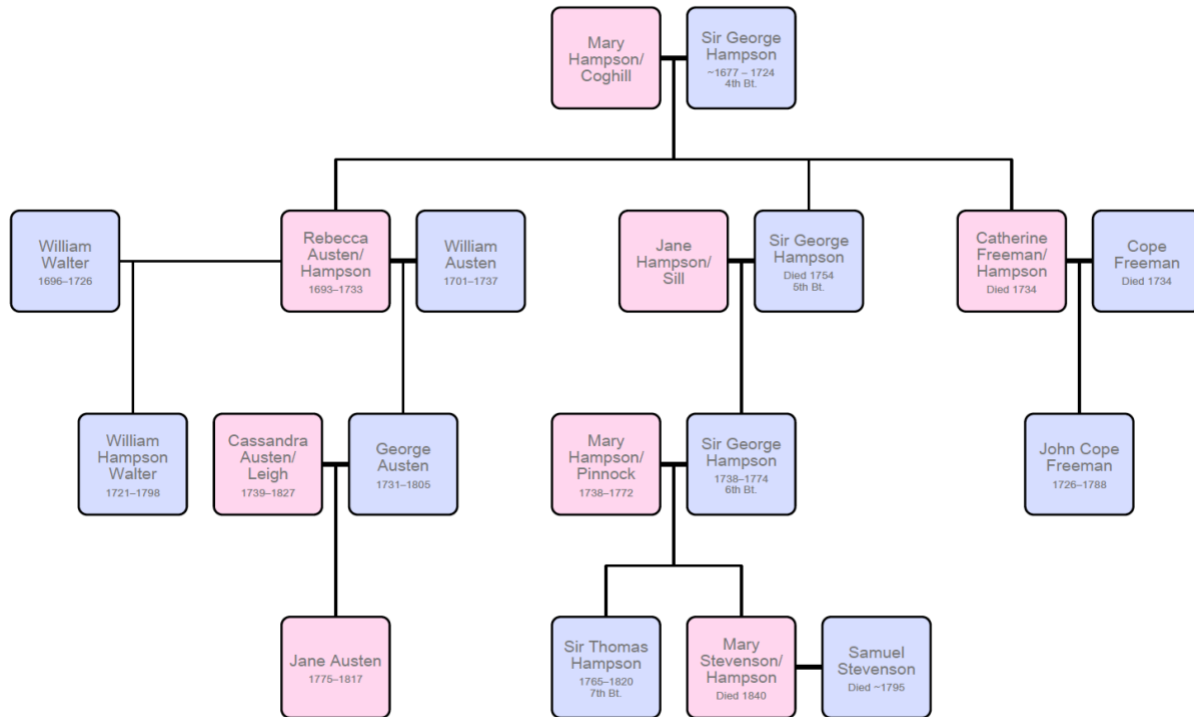 Mary
Hampson/
Coghill
Sir George
Hampson
~1677 – 1724
4th Bt.
William
Walter
1696–1726
Rebecca
Austen/
Hampson
1693–1733
William
Austen
1701–1737
Jane
Hampson/
Sill
Sir George
Hampson
Died 1754
5th Bt.
Catherine
Freeman/
Hampson
Died 1734
Cope
Freeman
Died 1734
William
Hampson
Walter
1721–1798
Cassandra
Austen/
Leigh
1739–1827
George
Austen
1731–1805
Mary
Hampson/
Pinnock
1738–1772
Sir George
Hampson
1738–1774
6th Bt.
John Cope
Freeman
1726–1788
Jane Austen
1775–1817
Sir Thomas
Hampson
1765–1820
7th Bt.
Mary
Stevenson/
Hampson
Died 1840
Samuel
Stevenson
Died ~1795